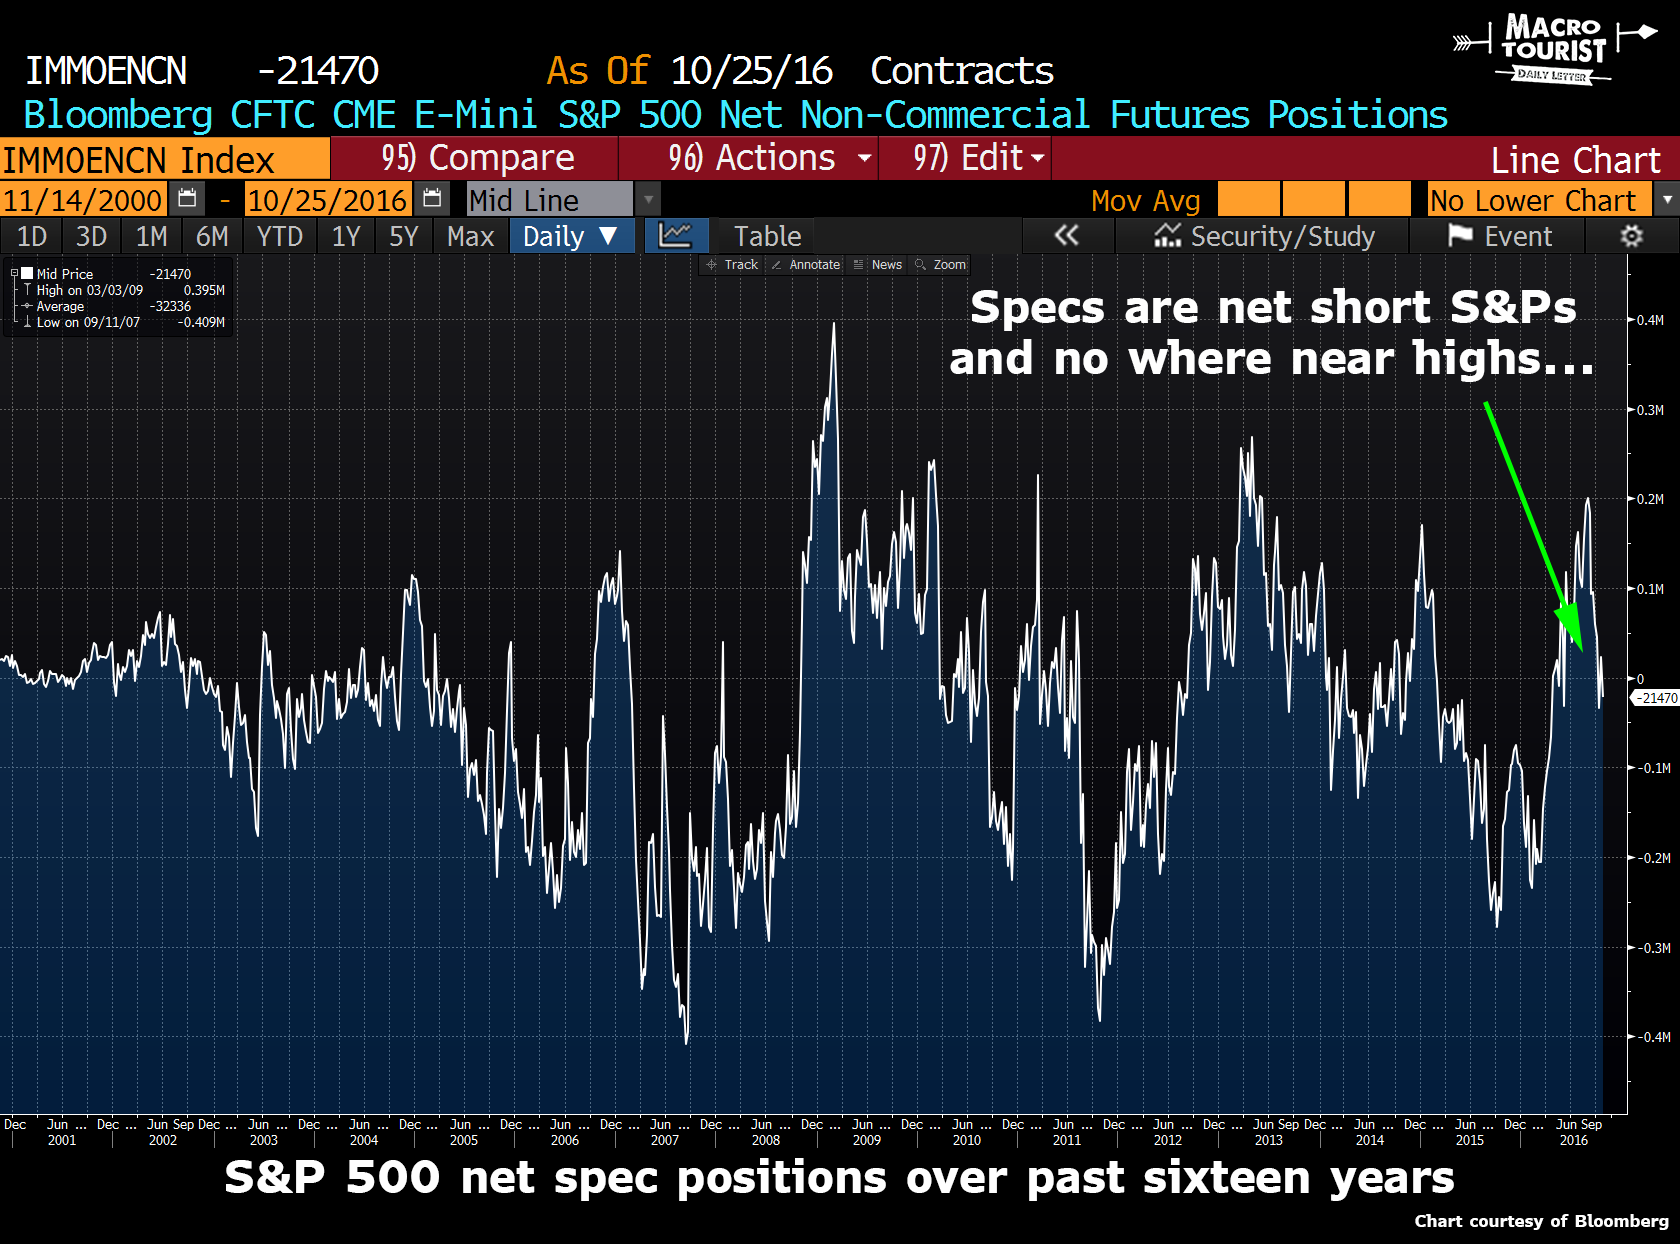 MACRO
TOURIST
DAILY LETTER
IMM0ENCN -21470 As Of 10/25/16 Contracts
Bloomberg CFTC CME E-Mini S&P 500 Net Non-Commercial Futures Positions
IMM0ENCN Index 95) Compare 96) Actions 97) Edit Line Chart
11/14/2000 - 10/25/2016 Mid Line Mov Avg No Lower Chart
1D 3D 1M 6M YTD 1Y 5Y Max Daily ▼ Table « Security/Study Event
Track Annotate News Zoom
Mid Price -21470
High on 03/03/09 0.395M
Average -32336
Low on 09/11/07 -0.409M
Specs are net short S&Ps
and no where near highs...
0.4M
0.3M
0.2M
0.1M
0
-21470
-0.1M
-0.2M
-0.3M
-0.4M
Dec Jun ... Dec ... Jun Sep Dec ... Jun ... Dec ... Jun ... Dec ... Jun ... Dec ... Jun ... Dec ... Jun ... Dec ... Jun ... Dec ... Jun ... Dec ... Jun ... Dec ... Jun ... Dec ... Jun ... Dec ... Jun Sep Dec ... Jun ... Dec ... Jun ... Dec ... Jun Sep
2001 2002 2003 2004 2005 2006 2007 2008 2009 2010 2011 2012 2013 2014 2015 2016
S&P 500 net spec positions over past sixteen years
Chart courtesy of Bloomberg